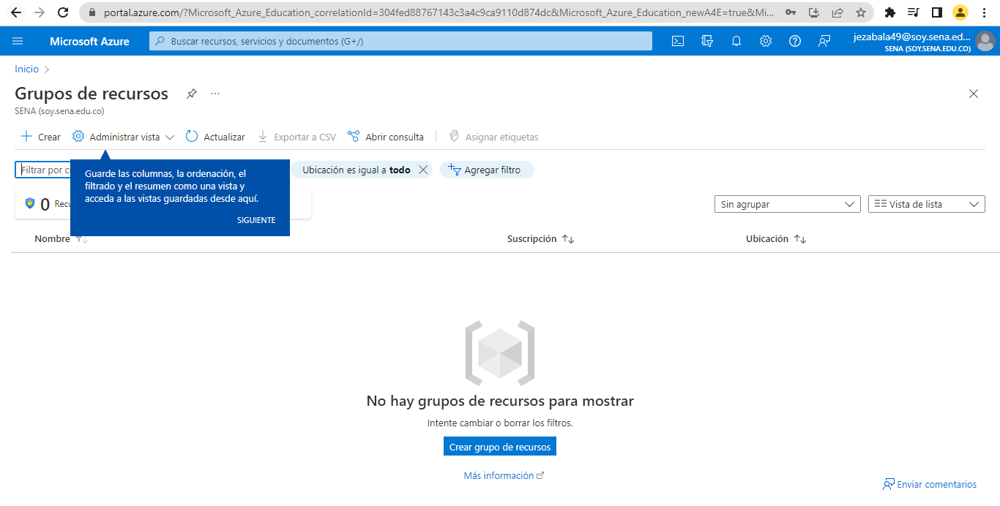 portal.azure.com/?Microsoft_Azure_Education_correlationId=304fed88767143c3a4c9ca9110d874dc&Microsoft_Azure_Education_newA4E=true&Mi...
Microsoft Azure
Buscar recursos, servicios y documentos (G+/)
jezabala49@soy.sena.ed...
SENA (SOY.SENA.EDU.CO)
Inicio
Grupos de recursos
SENA (soy.sena.edu.co)
Crear
Administrar vista
Actualizar
Exportar a CSV
Abrir consulta
Asignar etiquetas
Filtrar por cu
Ubicación es igual a todo
Agregar filtro
Guarde las columnas, la ordenación, el
filtrado y el resumen como una vista y
acceda a las vistas guardadas desde aquí.
SIGUIENTE
0 Recu
Sin agrupar
Vista de lista
Nombre
Suscripción
Ubicación
No hay grupos de recursos para mostrar
Intente cambiar o borrar los filtros.
Crear grupo de recursos
Más información
Enviar comentarios